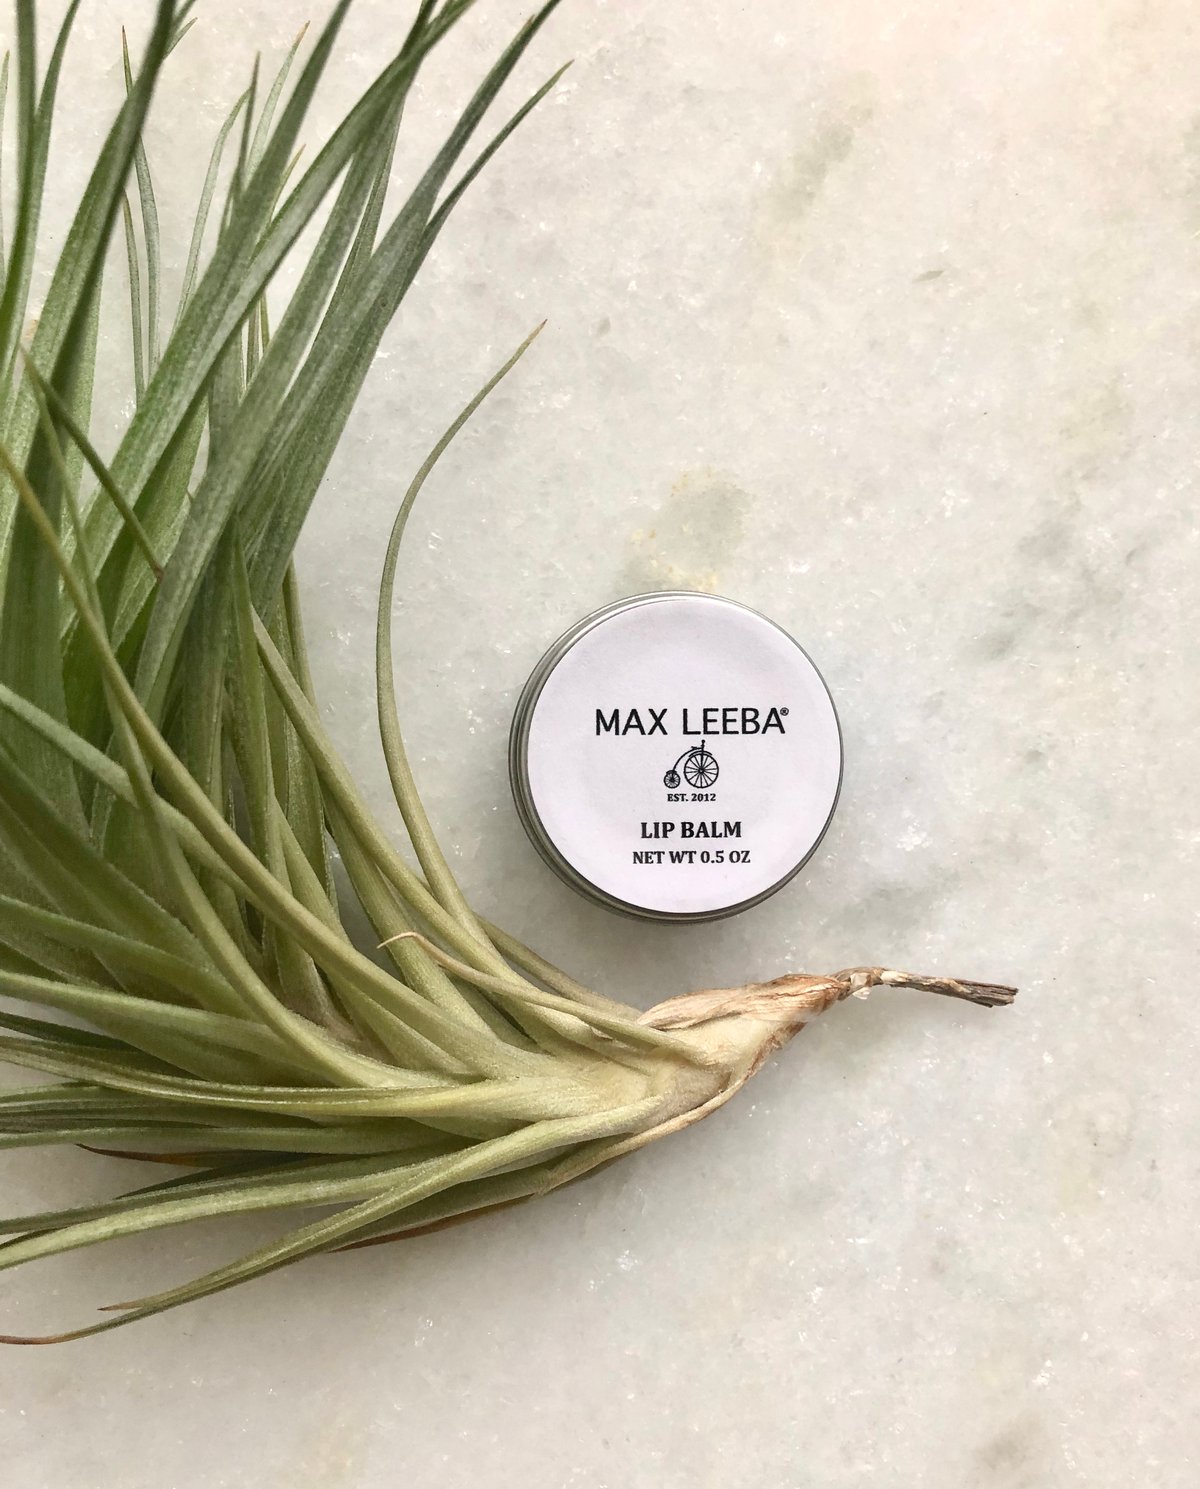 MAX LEEBA®
EST. 2012
LIP BALM
NET WT 0.5 OZ